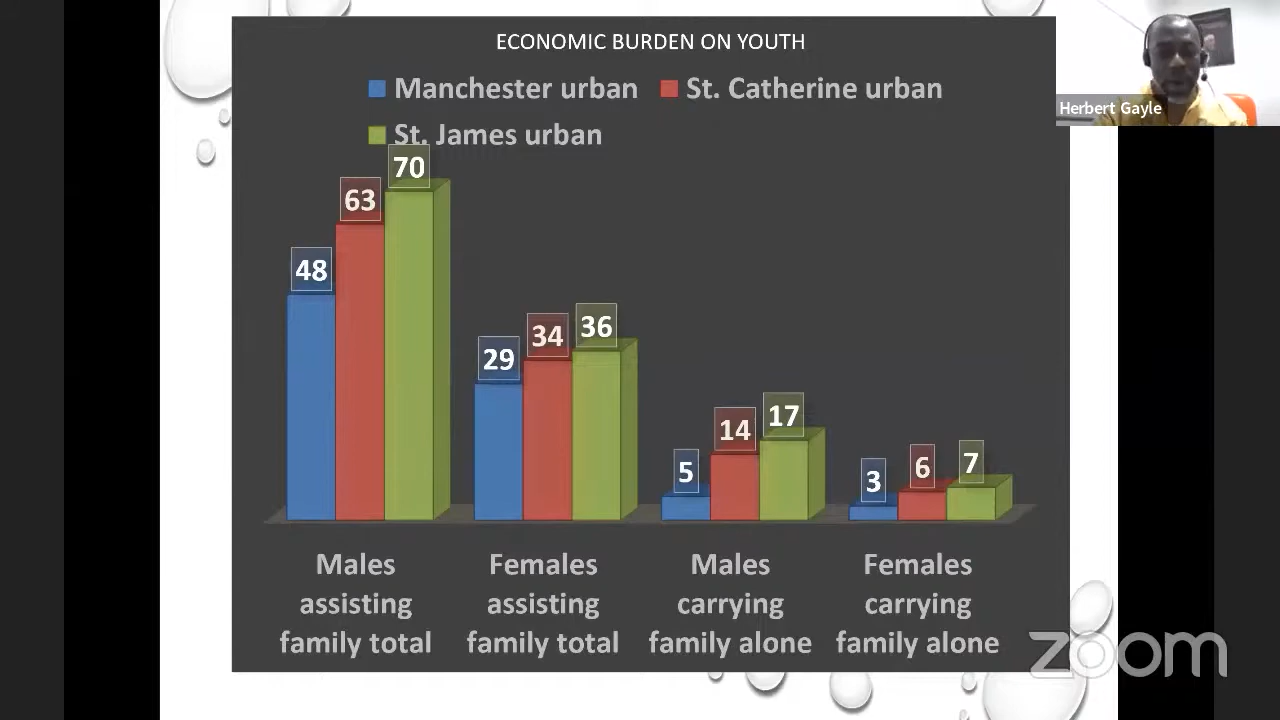 ECONOMIC BURDEN ON YOUTH
Manchester urban St. Catherine urban
St. James urban
Herbert Gayle
48 63 70
29 34 36
5 14 17
3 6 7
Males assisting family total
Females assisting family total
Males carrying family alone
Females carrying family alone
zoom